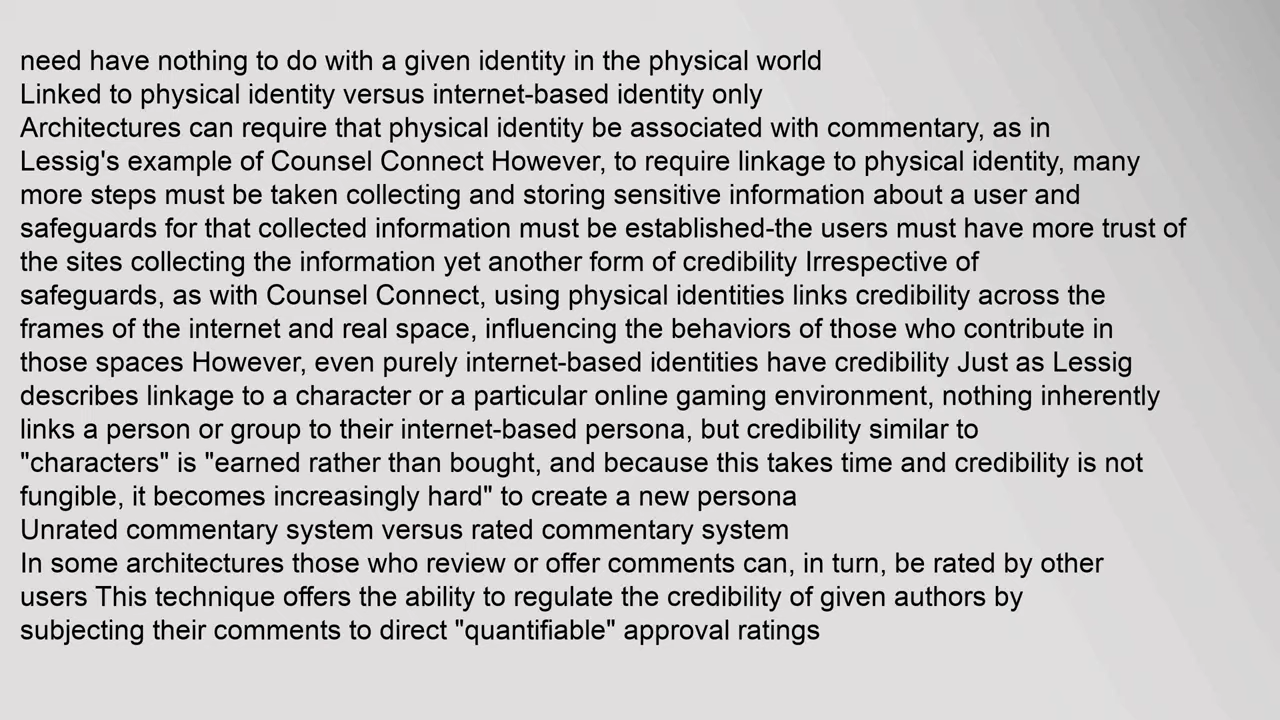 need have nothing to do with a given identity in the physical world
Linked to physical identity versus internet-based identity only
Architectures can require that physical identity be associated with commentary, as in
Lessig's example of Counsel Connect However, to require linkage to physical identity, many
more steps must be taken collecting and storing sensitive information about a user and
safeguards for that collected information must be established-the users must have more trust of
the sites collecting the information yet another form of credibility Irrespective of
safeguards, as with Counsel Connect, using physical identities links credibility across the
frames of the internet and real space, influencing the behaviors of those who contribute in
those spaces However, even purely internet-based identities have credibility Just as Lessig
describes linkage to a character or a particular online gaming environment, nothing inherently
links a person or group to their internet-based persona, but credibility similar to
"characters" is "earned rather than bought, and because this takes time and credibility is not
fungible, it becomes increasingly hard" to create a new persona
Unrated commentary system versus rated commentary system
In some architectures those who review or offer comments can, in turn, be rated by other
users This technique offers the ability to regulate the credibility of given authors by
subjecting their comments to direct "quantifiable" approval ratings